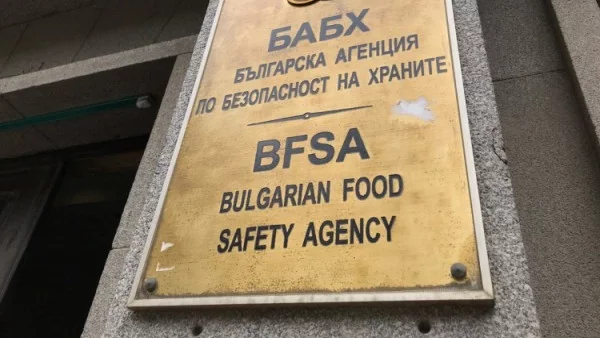 БАБХ
БЪЛГАРСКА АГЕНЦИЯ
ПО БЕЗОПАСНОСТ НА ХРАНИТЕ
BFSA
BULGARIAN FOOD
SAFETY AGENCY